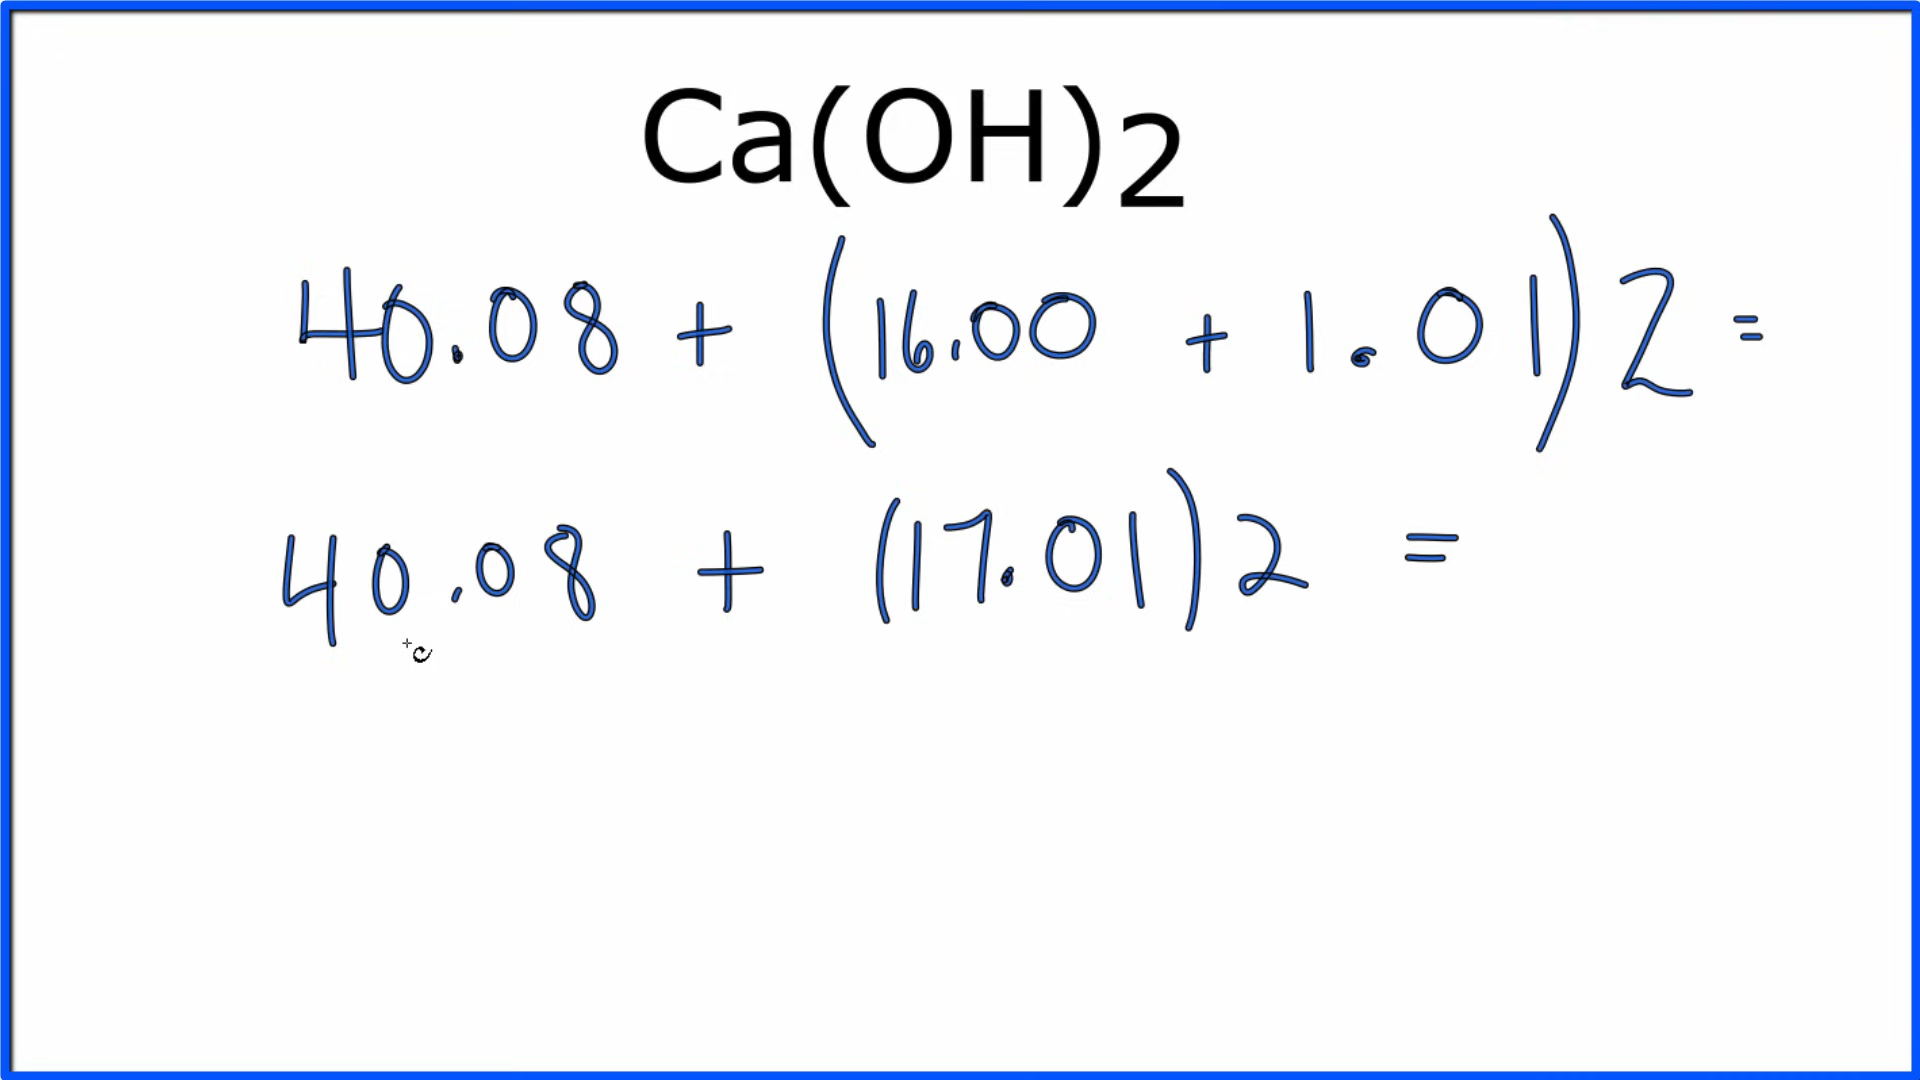 Ca(OH)2
40.08 + (16.00 + 1.01)2 =
40.08 + (17.01)2 =